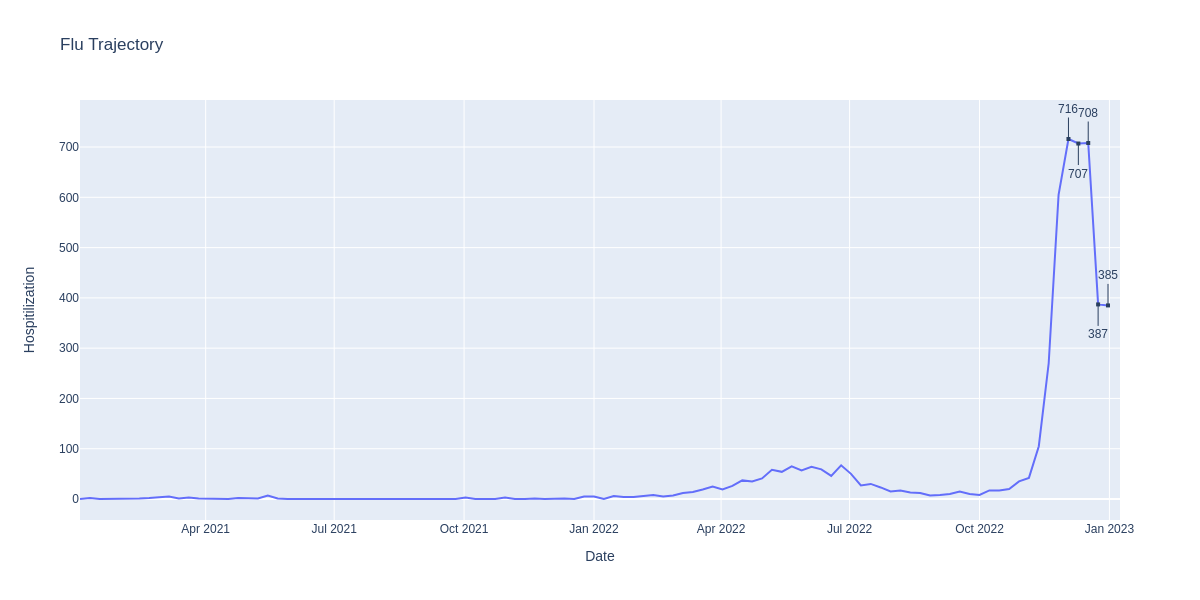 Flu Trajectory
716
708
707
385
387
700
600
500
400
300
200
100
0
Hospitilization
Apr 2021
Jul 2021
Oct 2021
Jan 2022
Apr 2022
Jul 2022
Oct 2022
Jan 2023
Date